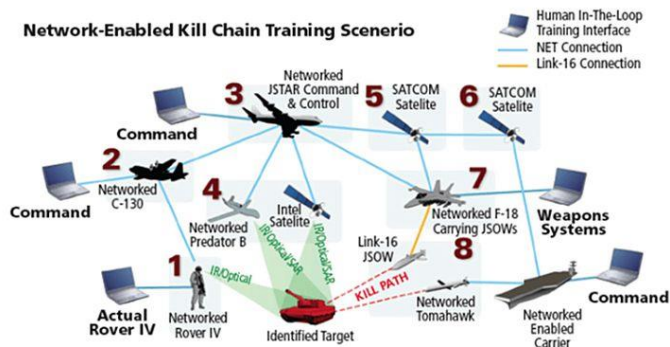 Network-Enabled Kill Chain Training Scenerio
Human In-The-Loop
Training Interface
NET Connection
Link-16 Connection
3
Networked
JSTAR Command
& Control
5
SATCOM
Satelite
6
SATCOM
Satelite
Command
2
Networked
C-130
Command
4
Networked
Predator B
Intel
Satelite
7
Networked F-18
Carrying JSOWs
Weapons
Systems
IR/Optical
IR/Optical/SAR
IR/Optical/SAR
Link-16
JSOW
KILL PATH
8
1
Actual
Rover IV
Networked
Rover IV
Identified Target
Networked
Tomahawk
Networked
Enabled
Carrier
Command